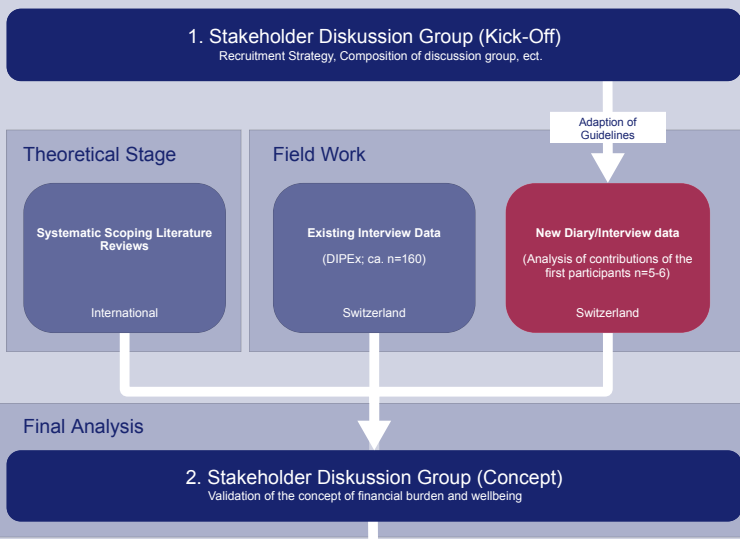 1. Stakeholder Diskussion Group (Kick-Off)
Recruitment Strategy, Composition of discussion group, ect.
Adaption of
Guidelines
Theoretical Stage
Field Work
Systematic Scoping Literature
Reviews
International
Existing Interview Data
(DIPEx; ca. n=160)
Switzerland
New Diary/Interview data
(Analysis of contributions of the
first participants n=5-6)
Switzerland
Final Analysis
2. Stakeholder Diskussion Group (Concept)
Validation of the concept of financial burden and wellbeing